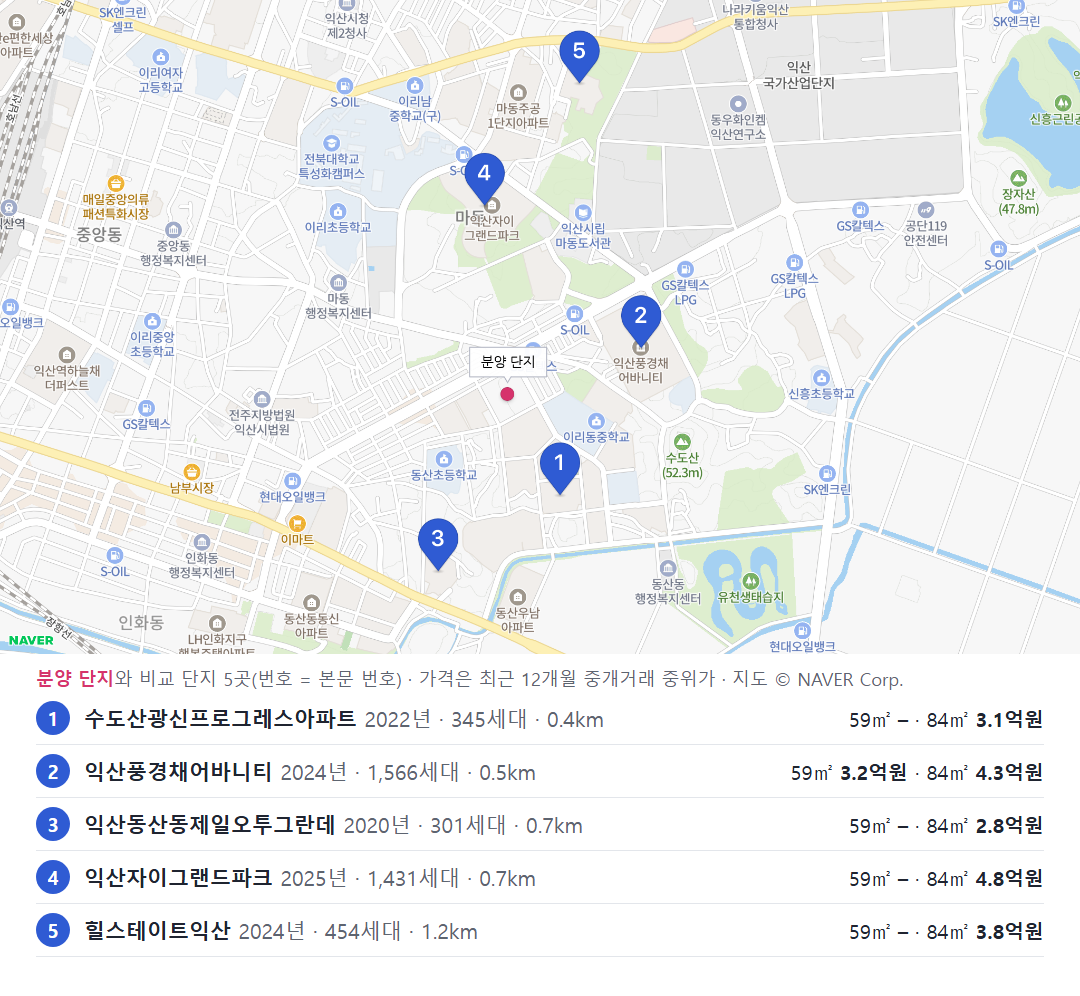 SK엔크린
셀프
익산시청
제2청사
나라키움익산
통합청사
SK엔크린
e편한세상
아파트
5
이리여자
고등학교
익산
국가산업단지
호남선
S-OIL
이리남
중학교(구)
마동주공
1단지아파트
동우화인켐
익산연구소
신흥근린공
전북대학교
특성화캠퍼스
4
매일중앙의류
패션특화시장
장자산
(47.8m)
중앙동
이리초등학교
익산자이
그랜드파크
익산시립
마동도서관
GS칼텍스
공단119
안전센터
중앙동
행정복지센터
S-OIL
마동
행정복지센터
GS칼텍스
LPG
GS칼텍스
LPG
오일뱅크
이리중앙
초등학교
S-OIL
2
분양 단지
익산역하늘채
더퍼스트
익산풍경채
어바니티
신흥초등학교
GS칼텍스
전주지방법원
익산시법원
이리동중학교
1
수도산
(52.3m)
동산초등학교
남부시장
현대오일뱅크
SK엔크린
3
이마트
인화동
행정복지센터
S-OIL
동산동
행정복지센터
유천생태습지
동산동동신
아파트
동산우남
아파트
인화동
장항선
NAVER
LH인화지구
행복주택아파트
현대오일뱅크
분양 단지와 비교 단지 5곳(번호 = 본문 번호) · 가격은 최근 12개월 중개거래 중위가 · 지도 © NAVER Corp.
1 수도산광신프로그레스아파트 2022년 · 345세대 · 0.4km 59㎡ – · 84㎡ 3.1억원
2 익산풍경채어바니티 2024년 · 1,566세대 · 0.5km 59㎡ 3.2억원 · 84㎡ 4.3억원
3 익산동산동제일오투그란데 2020년 · 301세대 · 0.7km 59㎡ – · 84㎡ 2.8억원
4 익산자이그랜드파크 2025년 · 1,431세대 · 0.7km 59㎡ – · 84㎡ 4.8억원
5 힐스테이트익산 2024년 · 454세대 · 1.2km 59㎡ – · 84㎡ 3.8억원